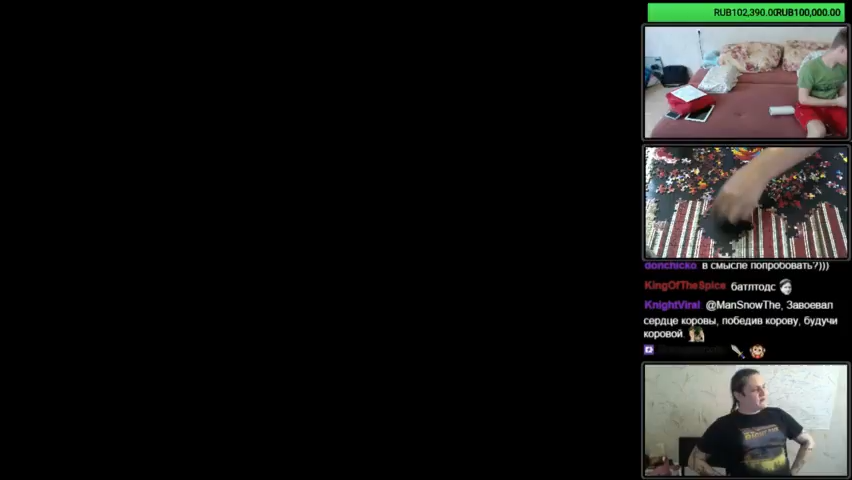 RUB102,390.00RUB100,000.00
donchicko в смысле попробовать?)))
KingOfTheSpice батлтодс
KnightViral @ManSnowThe, Завоевал
сердце коровы, победив корову, будучи
коровой.